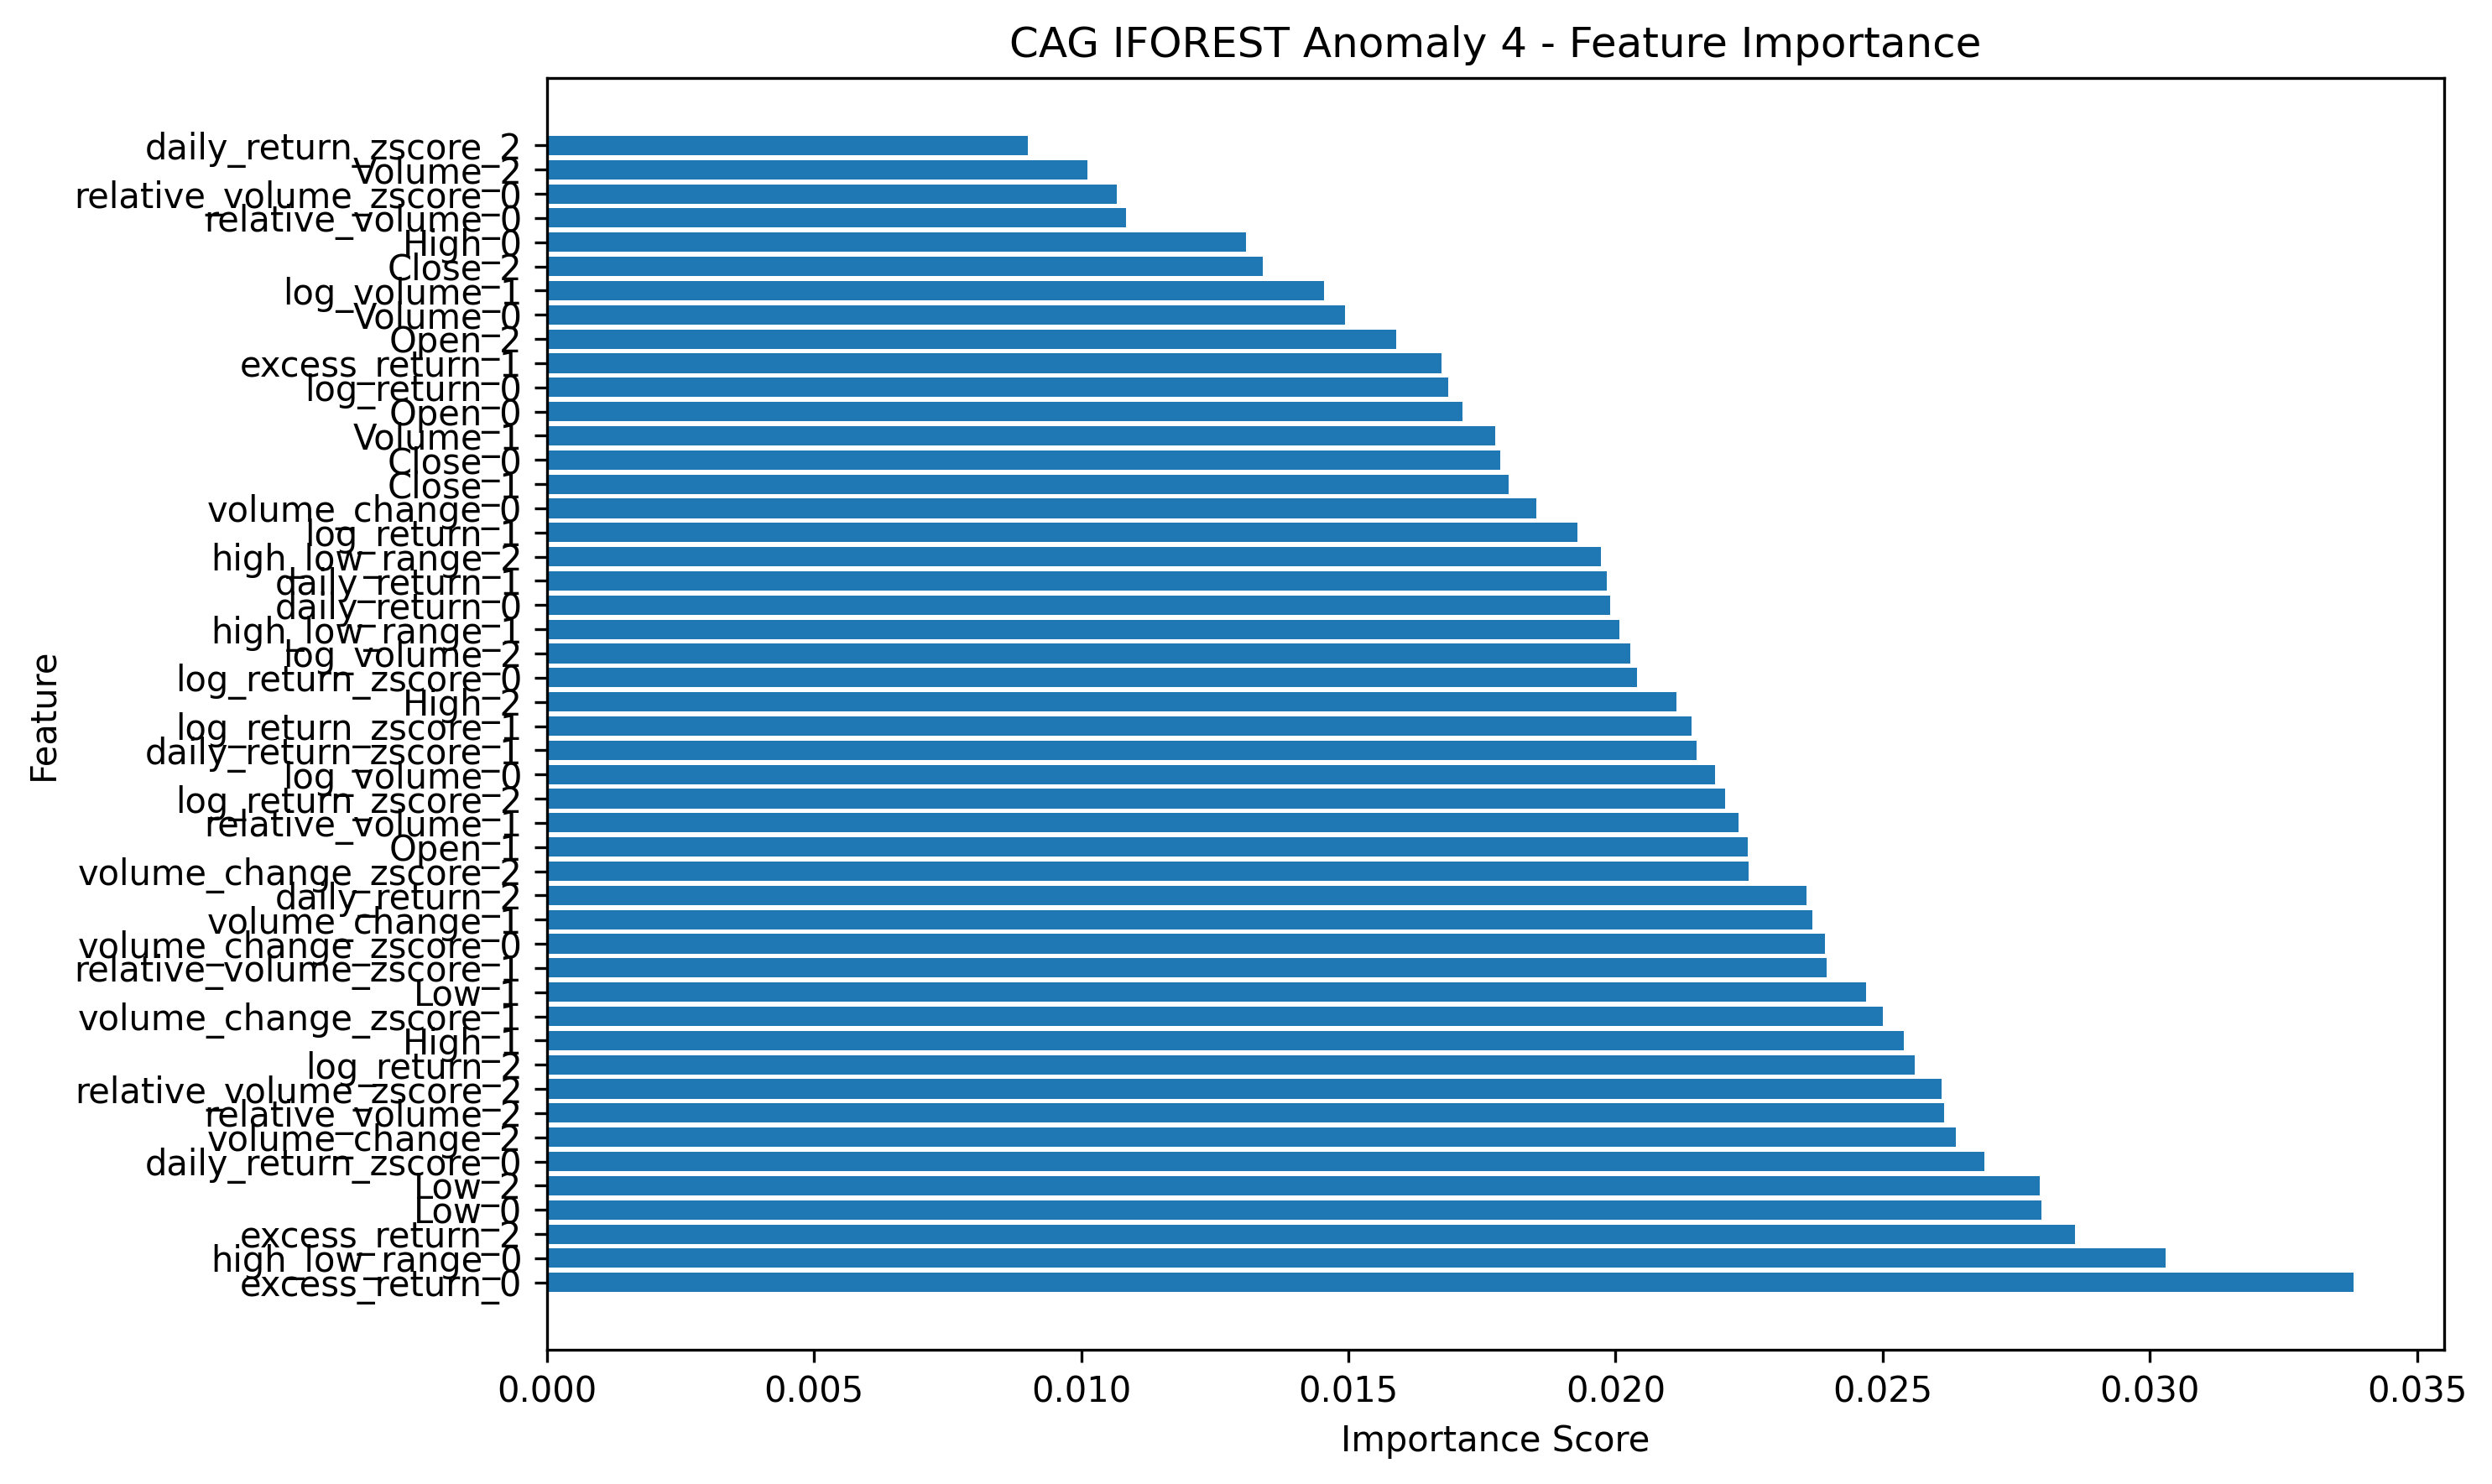 CAG IFOREST Anomaly 4 - Feature Importance
daily_return_zscore_2
Volume_2
relative_volume_zscore_0
relative_volume_0
High_0
Close_2
log_volume_1
Volume_0
Open_2
excess_return_1
log_return_0
Open_0
Volume_1
Close_0
Close_1
volume_change_0
log_return_1
high_low_range_2
daily_return_1
daily_return_0
high_low_range_1
log_volume_2
log_return_zscore_0
High_2
log_return_zscore_1
daily_return_zscore_1
log_volume_0
log_return_zscore_2
relative_volume_1
Open_1
volume_change_zscore_2
daily_return_2
volume_change_1
volume_change_zscore_0
relative_volume_zscore_1
Low_1
volume_change_zscore_1
High_1
log_return_2
relative_volume_zscore_2
relative_volume_2
volume_change_2
daily_return_zscore_0
Low_2
Low_0
excess_return_2
high_low_range_0
excess_return_0
Feature
0.000 0.005 0.010 0.015 0.020 0.025 0.030 0.035
Importance Score